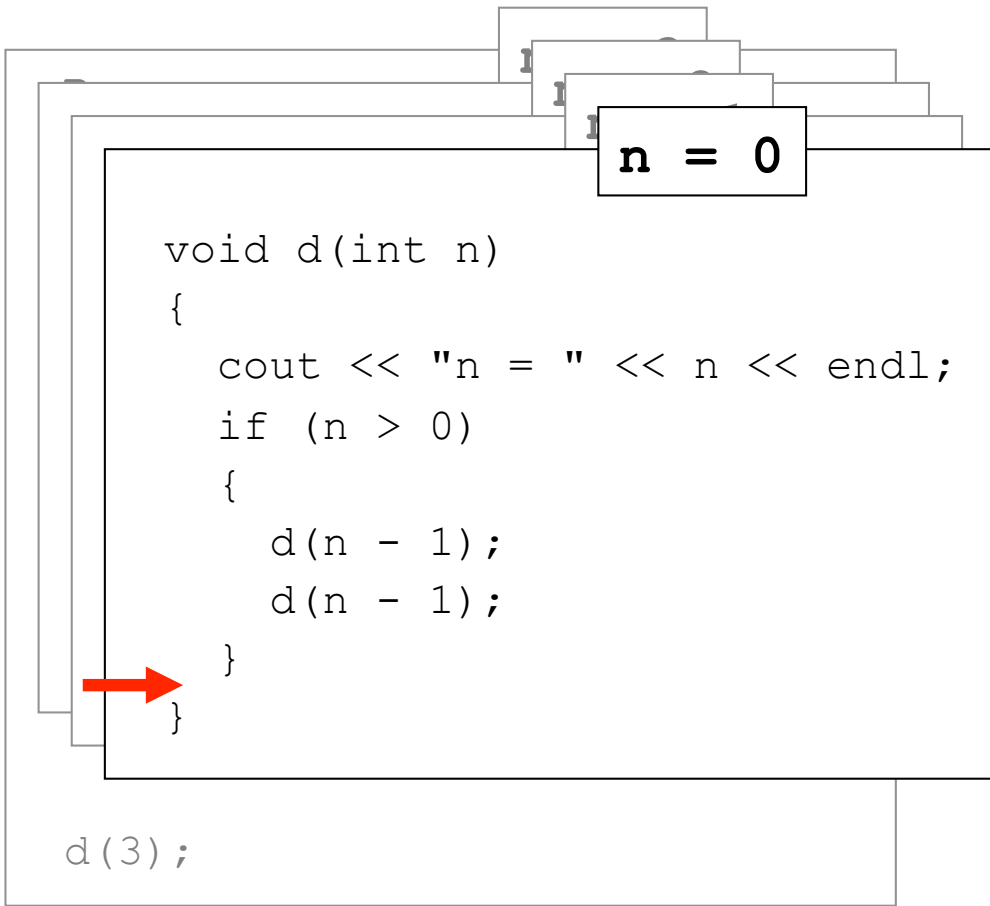 n = 0
void d(int n)
{
cout << "n = " << n << endl;
if (n > 0)
{
d(n - 1);
d(n - 1);
}
}
d(3);